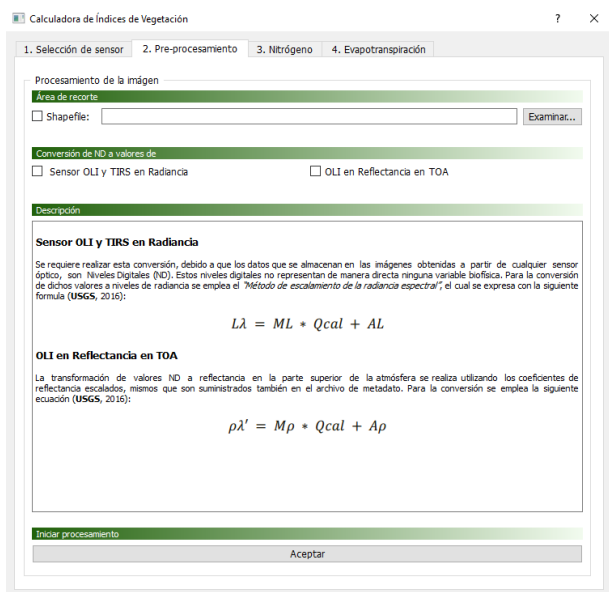 Calculadora de Índices de Vegetación
?
1. Selección de sensor 2. Pre-procesamiento 3. Nitrógeno 4. Evapotranspiración
Procesamiento de la imágen
Área de recorte
Shapefile: Examinar...
Conversión de ND a valores de
Sensor OLI y TIRS en Radiancia OLI en Reflectancia en TOA
Descripción
Sensor OLI y TIRS en Radiancia
Se requiere realizar esta conversión, debido a que los datos que se almacenan en las imágenes obtenidas a partir de cualquier sensor
óptico, son Niveles Digitales (ND). Estos niveles digitales no representan de manera directa ninguna variable biofísica. Para la conversión
de dichos valores a niveles de radiancia se emplea el "Método de escalamiento de la radiancia espectral", el cual se expresa con la siguiente
formula (USGS, 2016):
Lλ = ML * Qcal + AL
OLI en Reflectancia en TOA
La transformación de valores ND a reflectancia en la parte superior de la atmósfera se realiza utilizando los coeficientes de
reflectancia escalados, mismos que son suministrados también en el archivo de metadato. Para la conversión se emplea la siguiente
ecuación (USGS, 2016):
ρλ′ = Mρ * Qcal + Aρ
Iniciar procesamiento
Aceptar